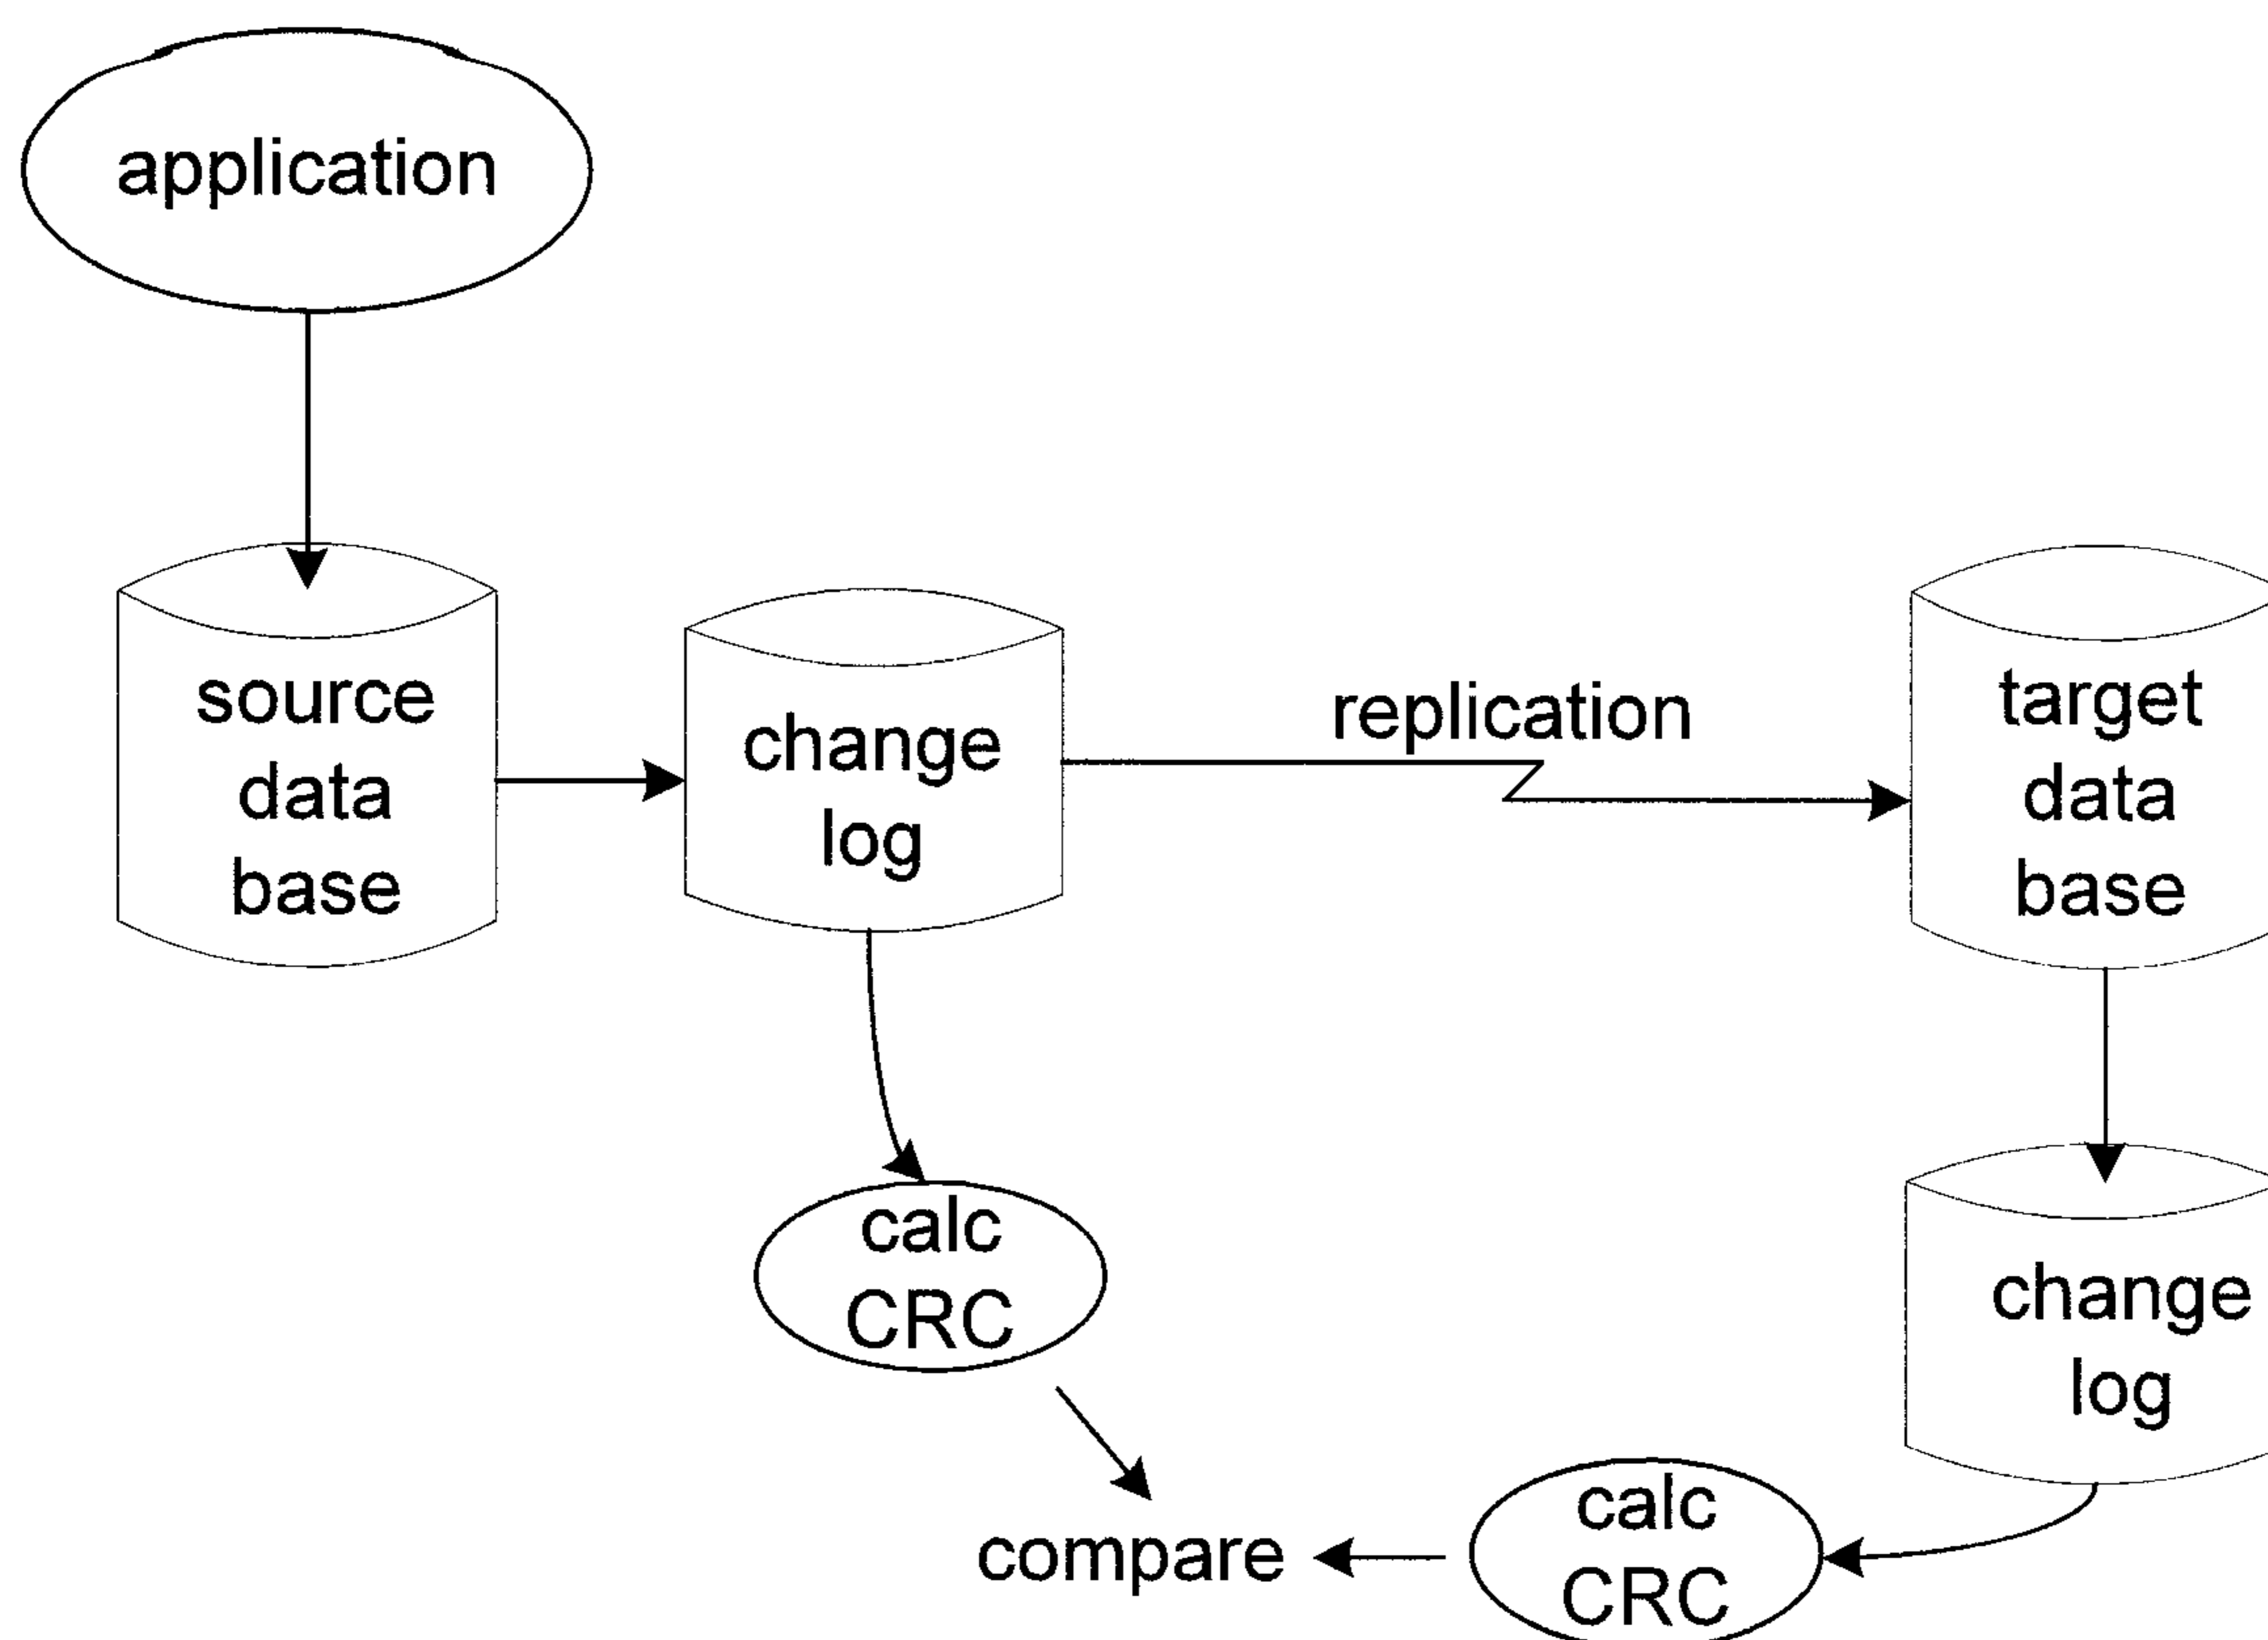 application
source
data
base
change
log
replication
target
data
base
calc
CRC
change
log
compare
calc
CRC